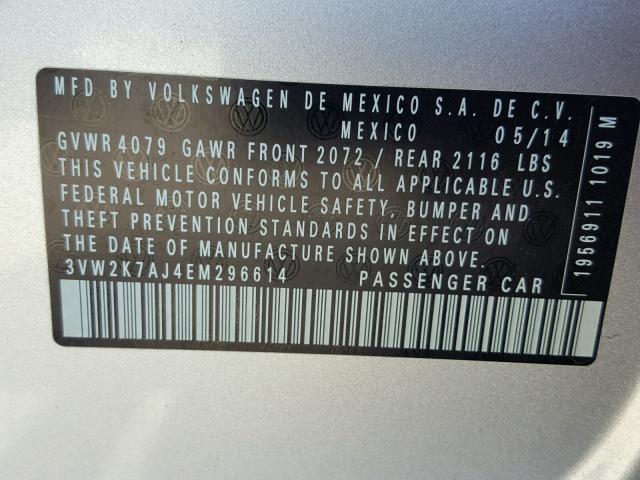 MFD BY VOLKSWAGEN DE MEXICO S.A. DE C.V.
MEXICO 05/14
GVWR4079 GAWR FRONT 2072 / REAR 2116 LBS
THIS VEHICLE CONFORMS TO ALL APPLICABLE U.S.
FEDERAL MOTOR VEHICLE SAFETY, BUMPER AND
THEFT PREVENTION STANDARDS IN EFFECT ON
THE DATE OF MANUFACTURE SHOWN ABOVE.
3VW2K7AJ4EM296614 PASSENGER CAR
1956911 1019 M